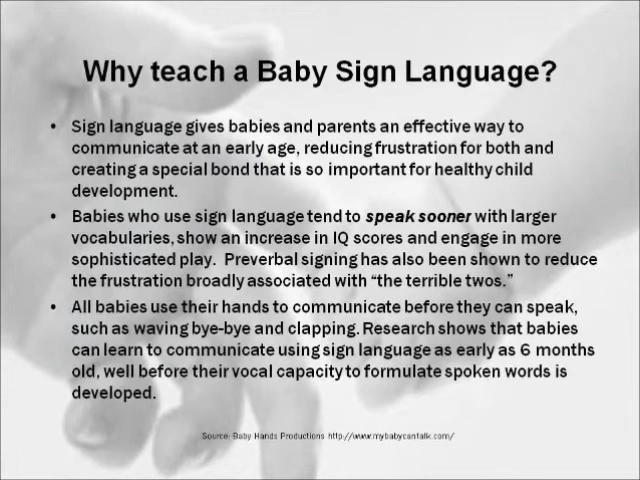 Why teach a Baby Sign Language?
• Sign language gives babies and parents an effective way to
communicate at an early age, reducing frustration for both and
creating a special bond that is so important for healthy child
development.
• Babies who use sign language tend to speak sooner with larger
vocabularies, show an increase in IQ scores and engage in more
sophisticated play. Preverbal signing has also been shown to reduce
the frustration broadly associated with “the terrible twos.”
• All babies use their hands to communicate before they can speak,
such as waving bye-bye and clapping. Research shows that babies
can learn to communicate using sign language as early as 6 months
old, well before their vocal capacity to formulate spoken words is
developed.
Source: Baby Hands Productions http://www.mybabycantalk.com/